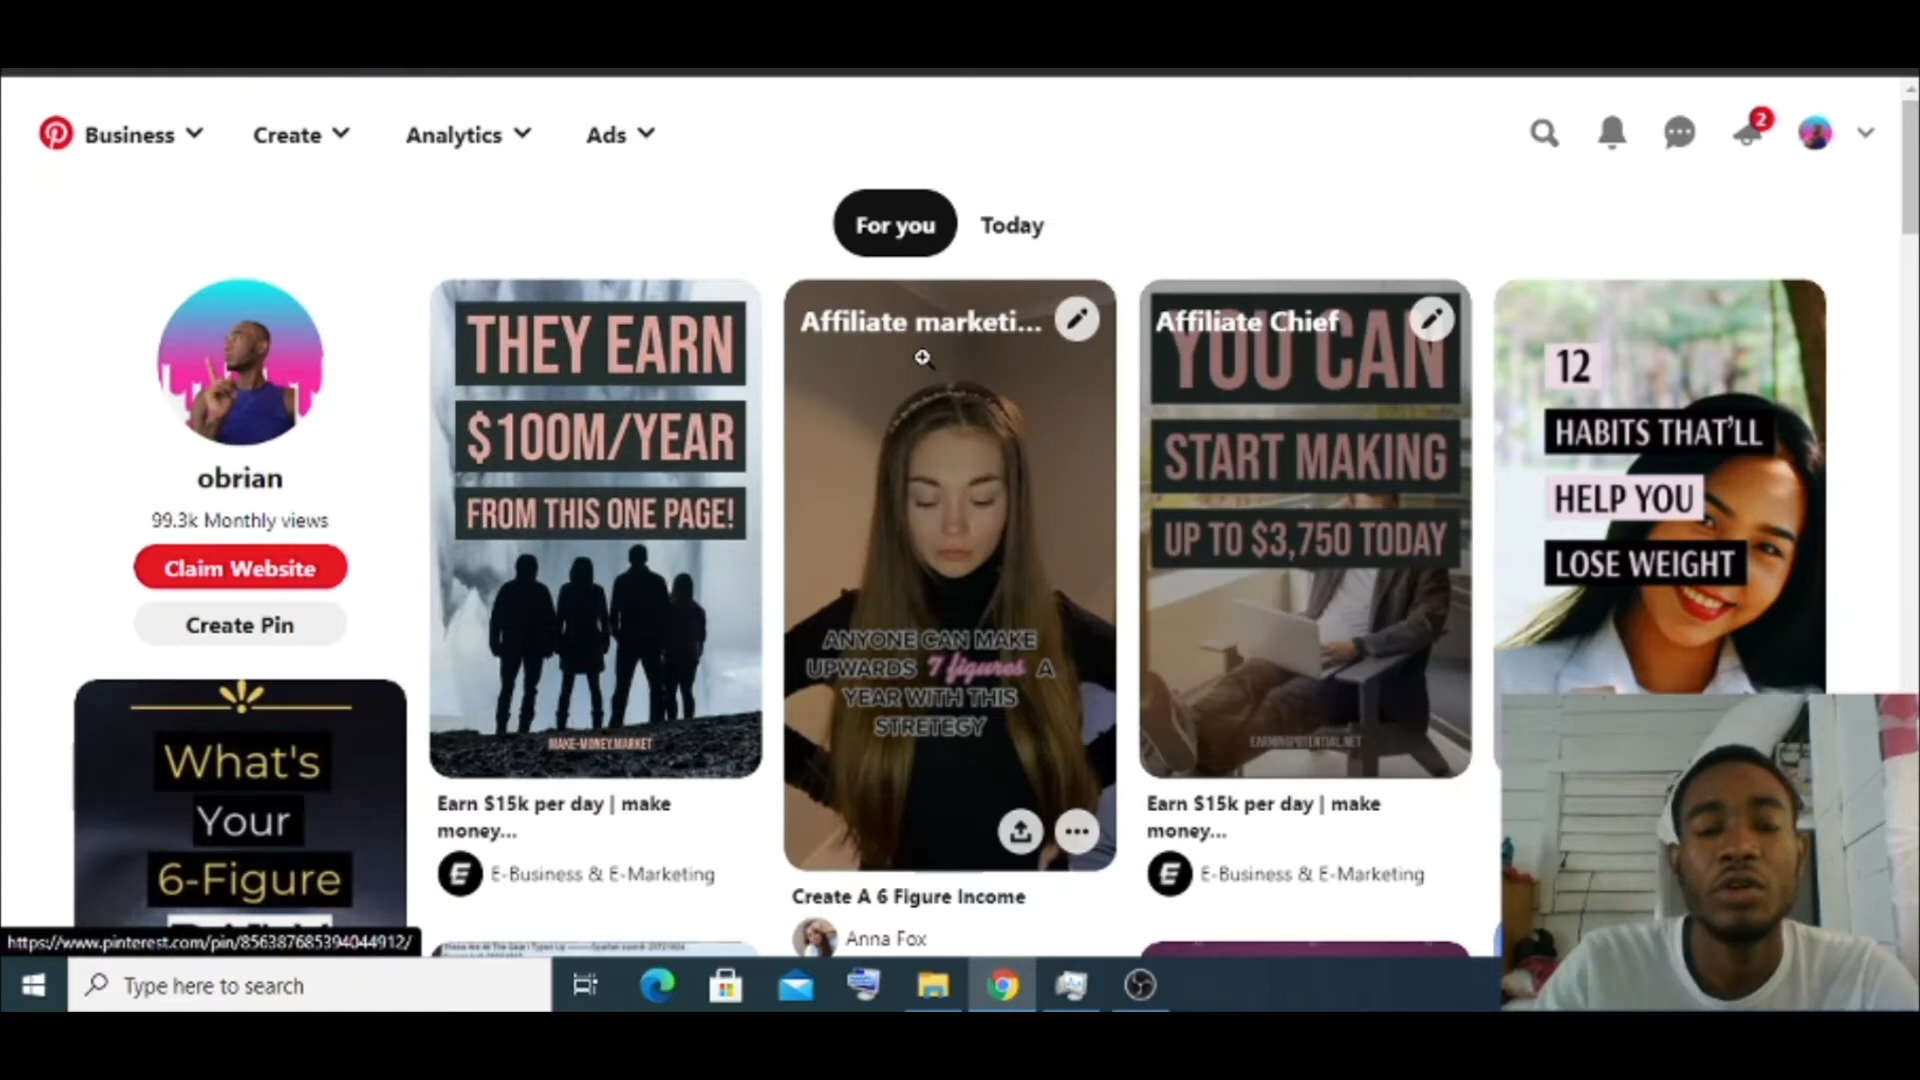 Business
Create
Analytics
Ads
2
For you
Today
obrian
99.3k Monthly views
Claim Website
Create Pin
What's
Your
6-Figure
THEY EARN
$100M/YEAR
FROM THIS ONE PAGE!
MAKE-MONEY.MARKET
Earn $15k per day | make
money...
E-Business & E-Marketing
Affiliate marketi...
ANYONE CAN MAKE
UPWARDS 7 figures A
YEAR WITH THIS
STRETEGY
Create A 6 Figure Income
Anna Fox
Affiliate Chief
YOU CAN
START MAKING
UP TO $3,750 TODAY
EARNINGPOTENTIAL.NET
Earn $15k per day | make
money...
E-Business & E-Marketing
12
HABITS THAT'LL
HELP YOU
LOSE WEIGHT
https://www.pinterest.com/pin/856387685394044912/
Type here to search